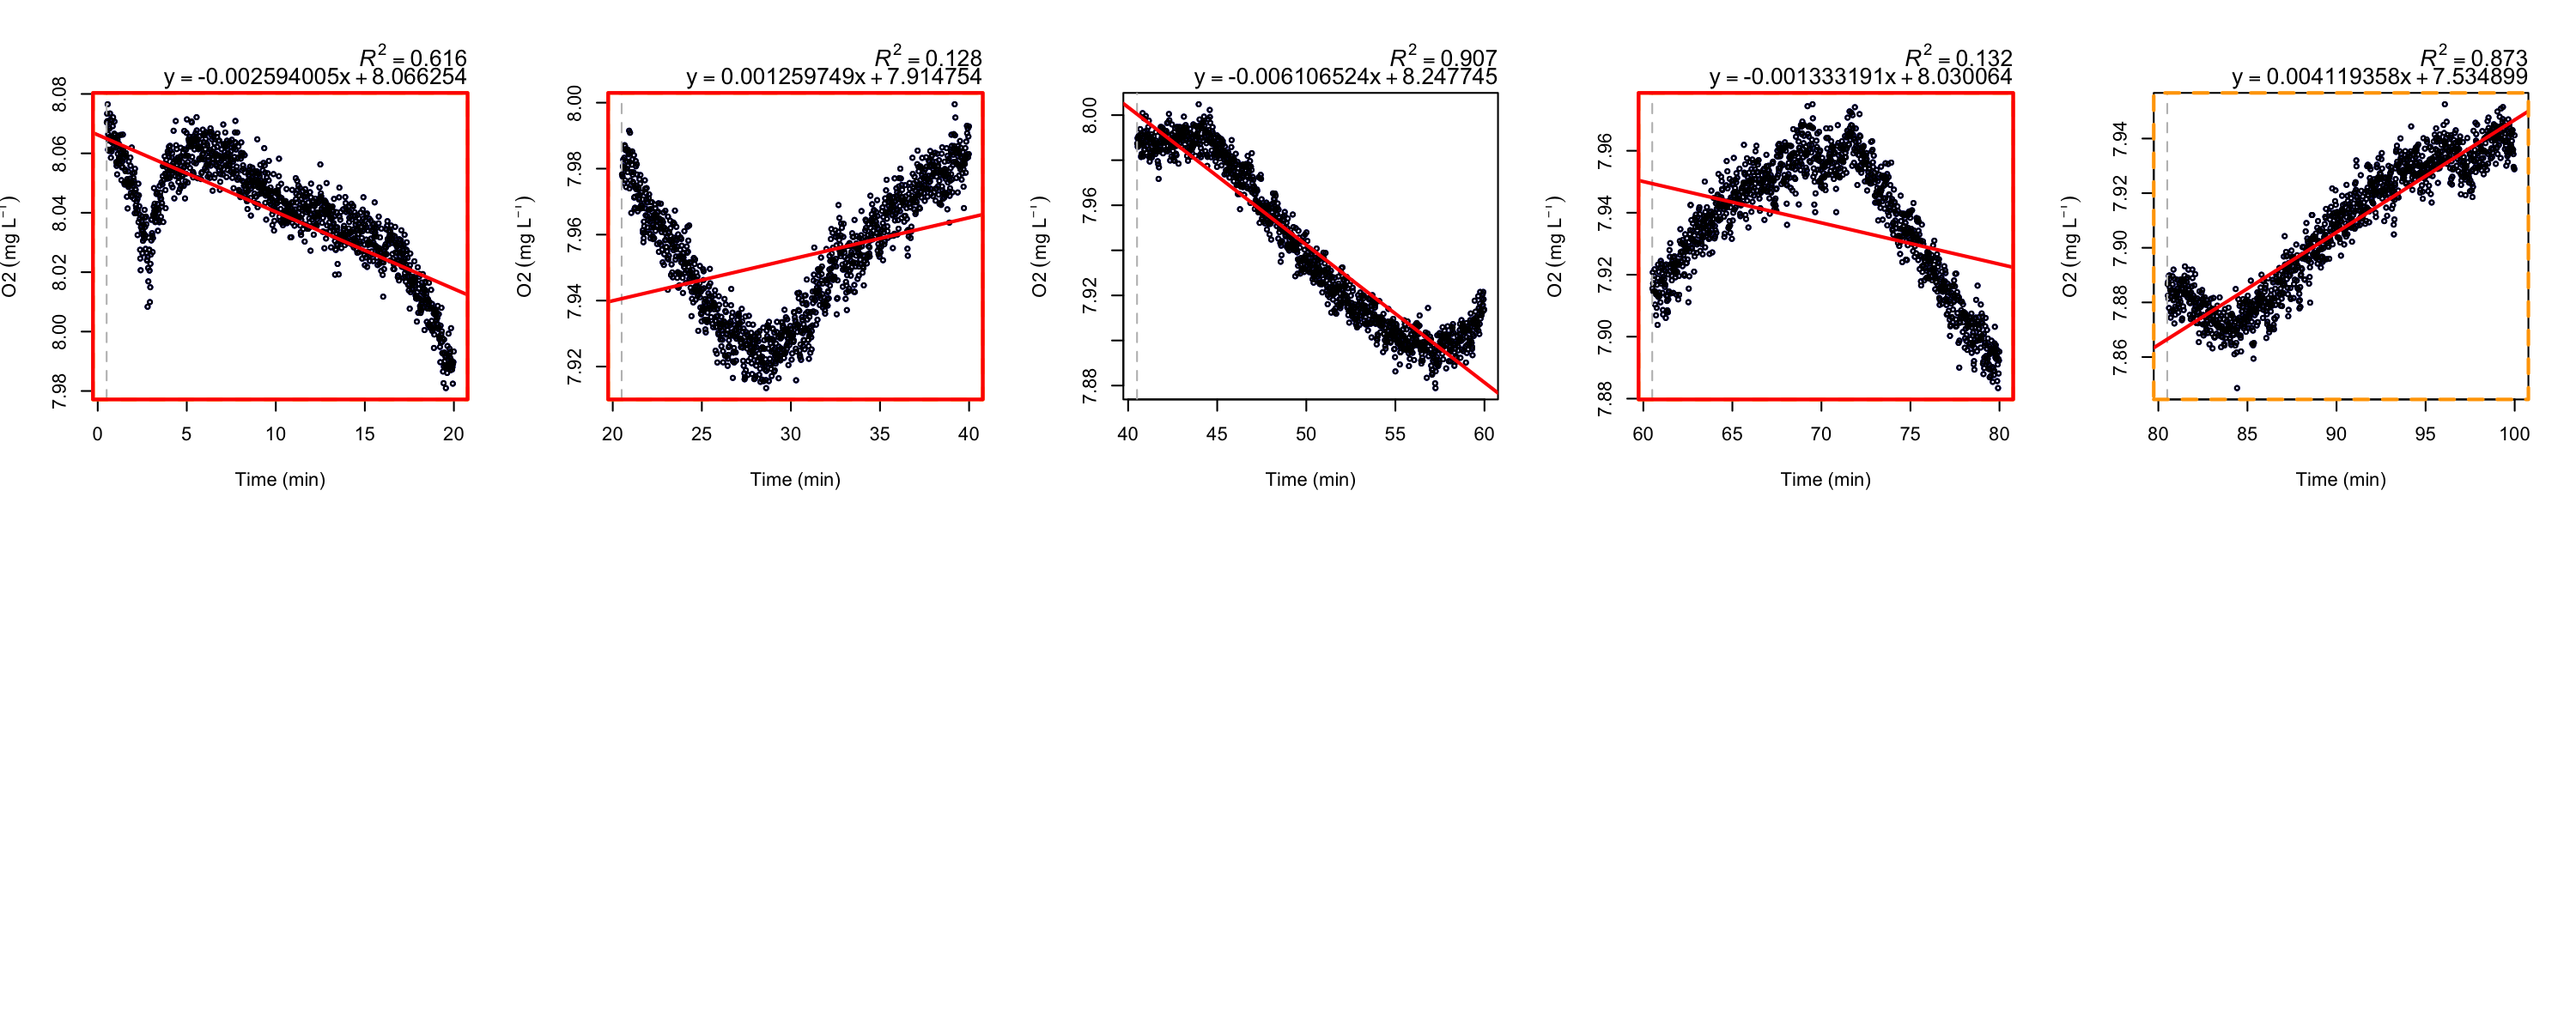 R² = 0.616
y = -0.002594005x + 8.066254
O2 (mg L⁻¹)
7.98 8.00 8.02 8.04 8.06 8.08
0 5 10 15 20
Time (min)
R² = 0.128
y = 0.001259749x + 7.914754
O2 (mg L⁻¹)
7.92 7.94 7.96 7.98 8.00
20 25 30 35 40
Time (min)
R² = 0.907
y = -0.006106524x + 8.247745
O2 (mg L⁻¹)
7.88 7.92 7.96 8.00
40 45 50 55 60
Time (min)
R² = 0.132
y = -0.001333191x + 8.030064
O2 (mg L⁻¹)
7.88 7.90 7.92 7.94 7.96
60 65 70 75 80
Time (min)
R² = 0.873
y = 0.004119358x + 7.534899
O2 (mg L⁻¹)
7.86 7.88 7.90 7.92 7.94
80 85 90 95 100
Time (min)